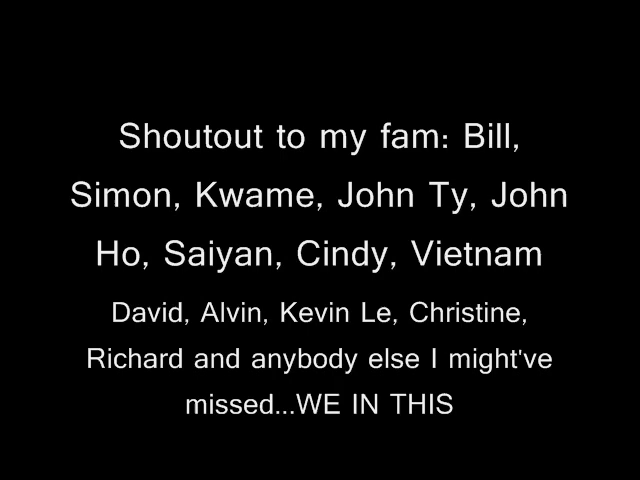 Shoutout to my fam: Bill,
Simon, Kwame, John Ty, John
Ho, Saiyan, Cindy, Vietnam
David, Alvin, Kevin Le, Christine,
Richard and anybody else I might've
missed...WE IN THIS